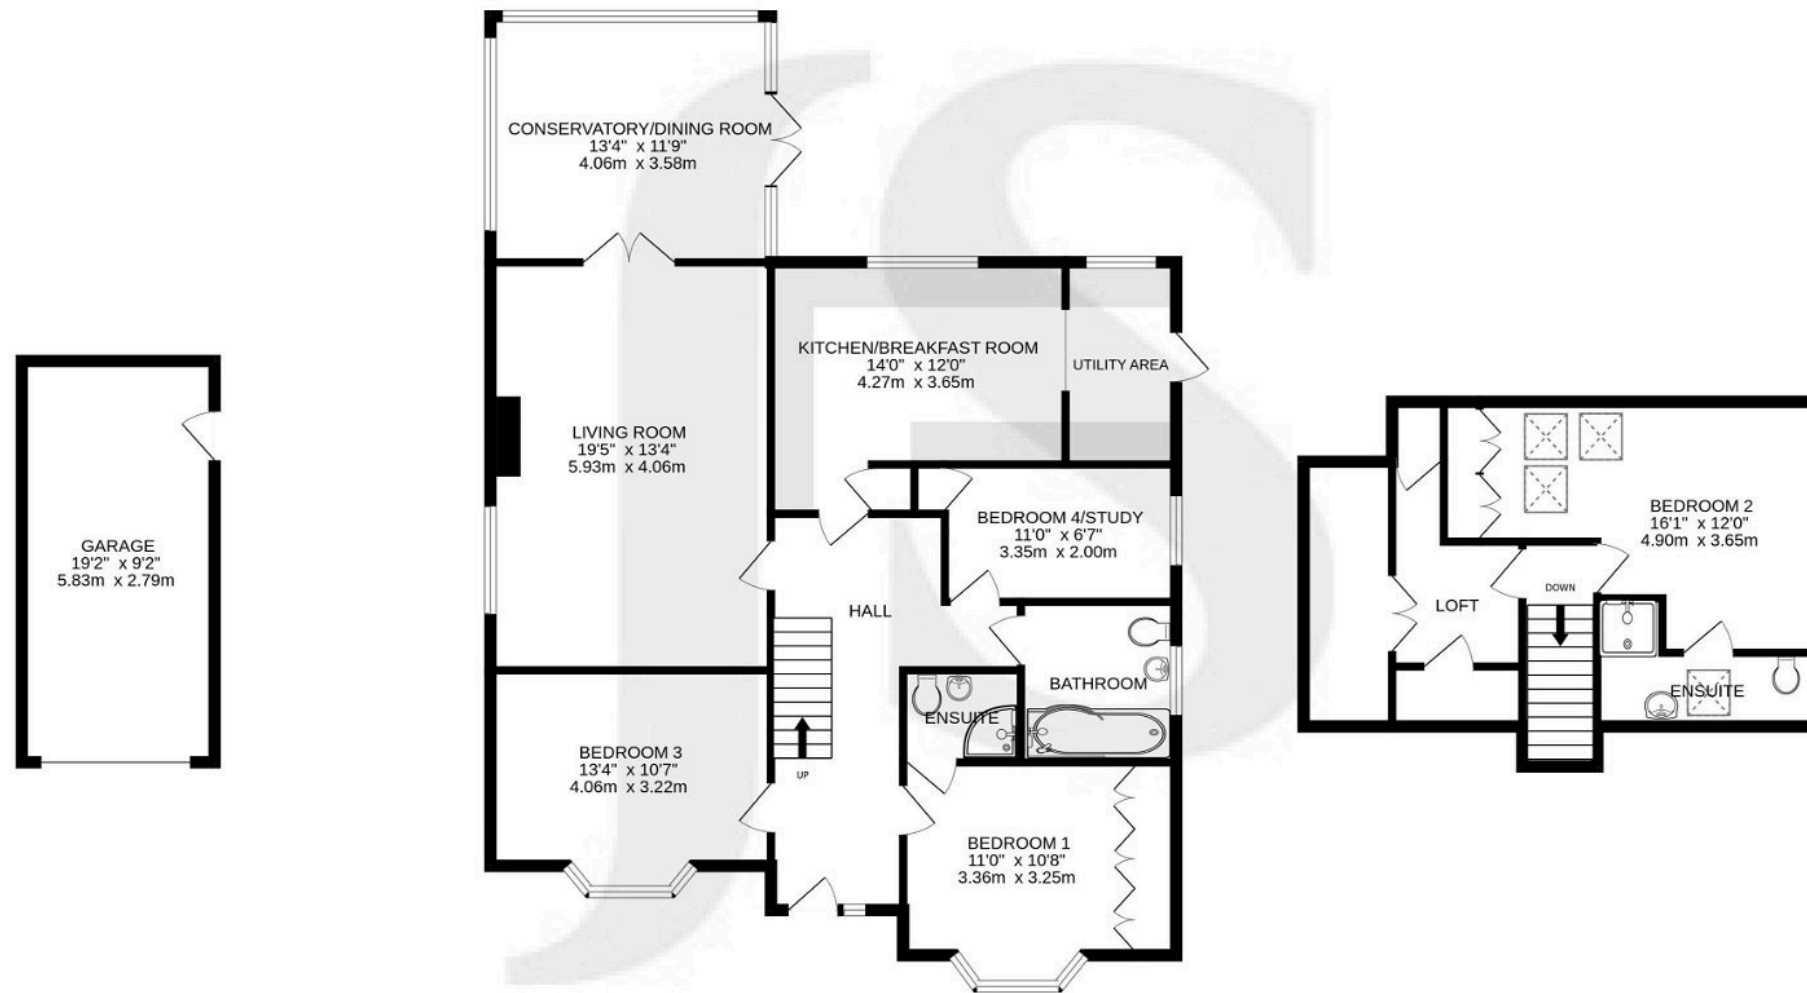 CONSERVATORY/DINING ROOM
13'4" x 11'9"
4.06m x 3.58m
KITCHEN/BREAKFAST ROOM
14'0" x 12'0"
4.27m x 3.65m
UTILITY AREA
LIVING ROOM
19'5" x 13'4"
5.93m x 4.06m
GARAGE
19'2" x 9'2"
5.83m x 2.79m
BEDROOM 4/STUDY
11'0" x 6'7"
3.35m x 2.00m
HALL
BATHROOM
ENSUITE
BEDROOM 3
13'4" x 10'7"
4.06m x 3.22m
UP
BEDROOM 1
11'0" x 10'8"
3.36m x 3.25m
BEDROOM 2
16'1" x 12'0"
4.90m x 3.65m
DOWN
LOFT
ENSUITE